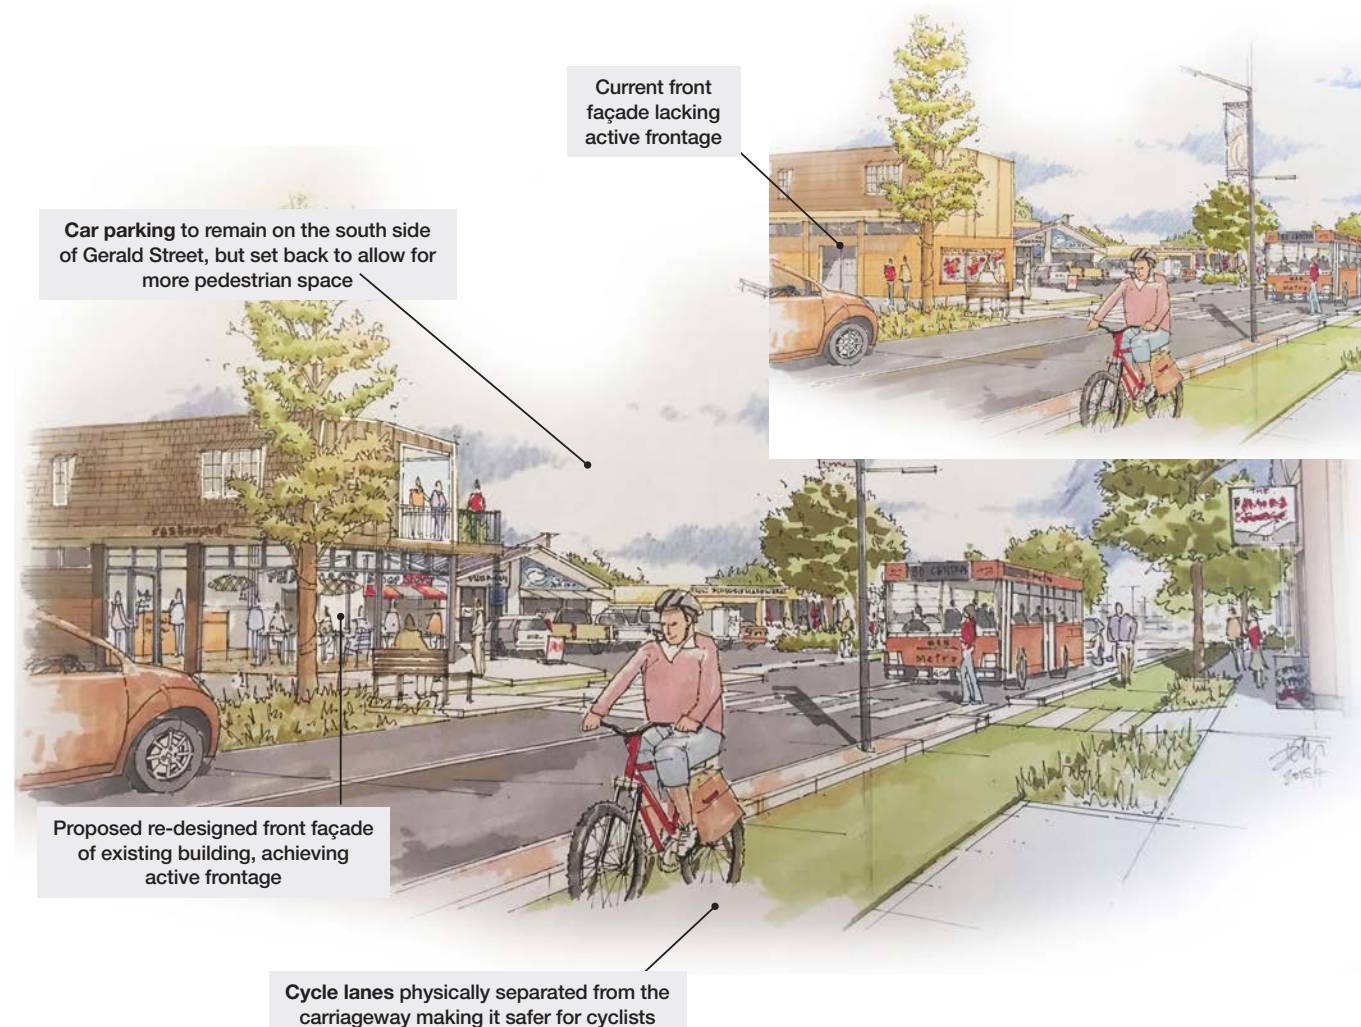 Current front
façade lacking
active frontage
Car parking to remain on the south side
of Gerald Street, but set back to allow for
more pedestrian space
THE
Metro
Proposed re-designed front façade
of existing building, achieving
active frontage
Cycle lanes physically separated from the
carriageway making it safer for cyclists